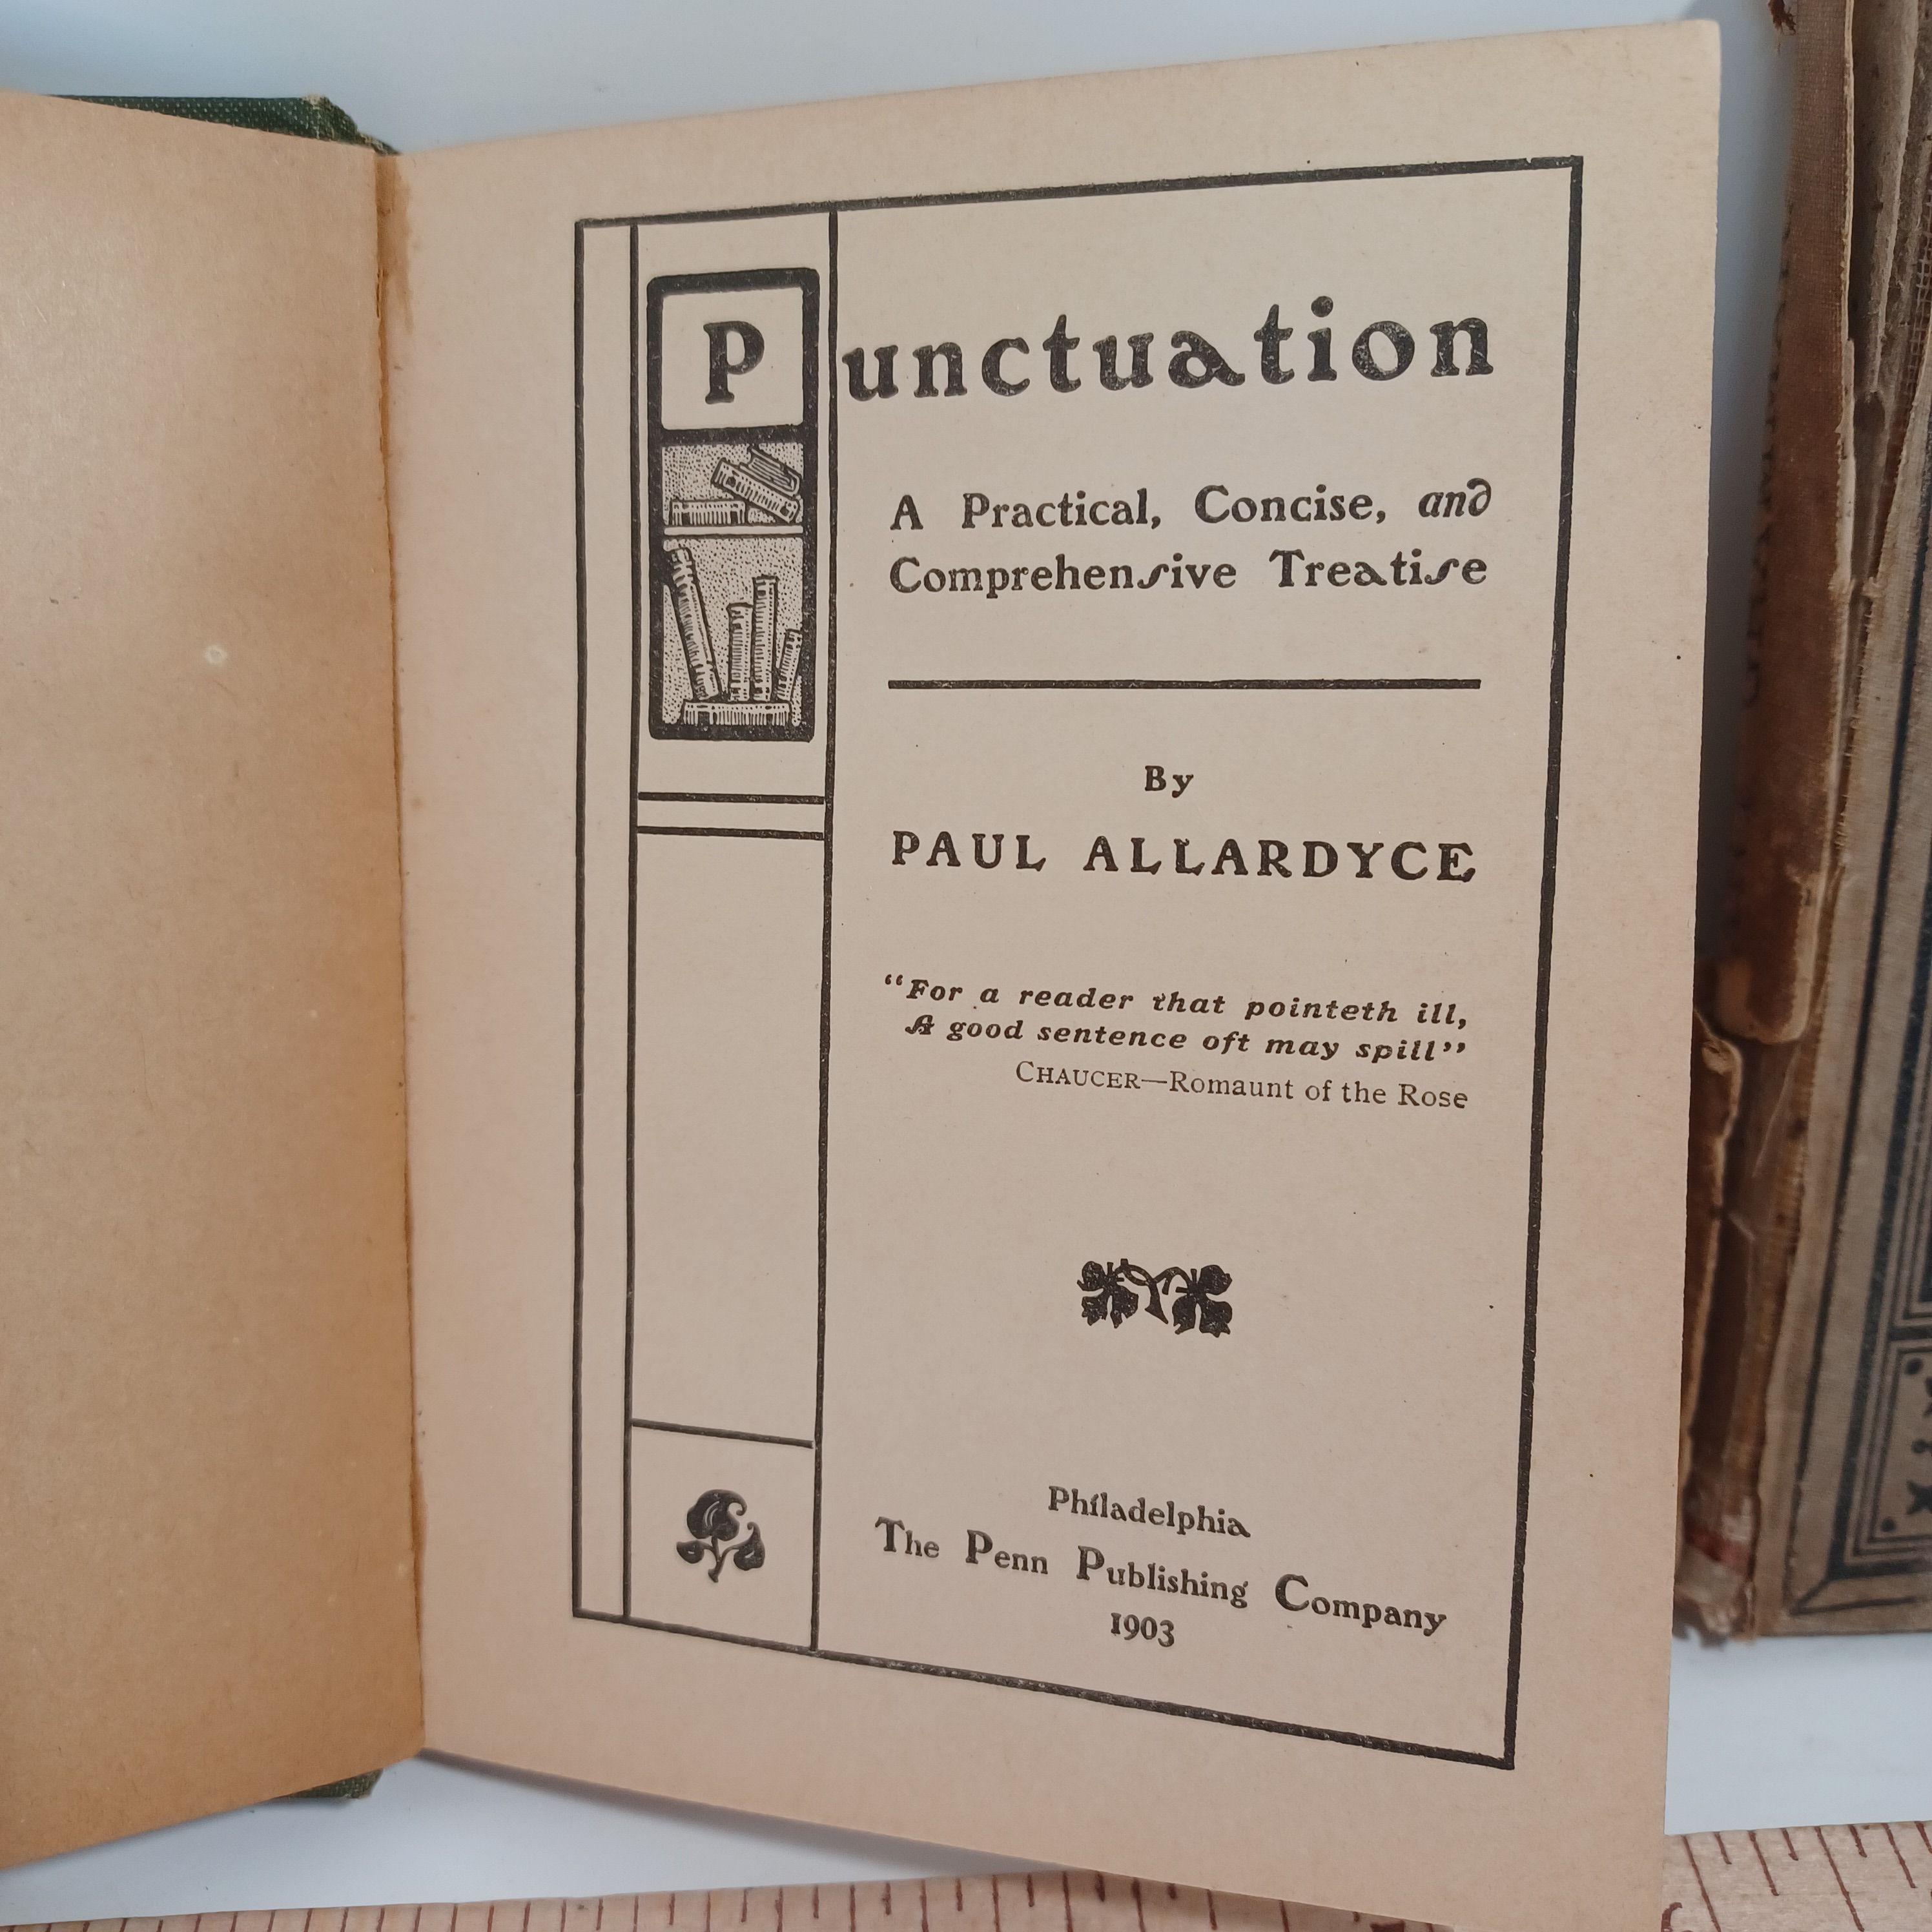 Punctuation
A Practical, Concise, and
Comprehensive Treatise
By
PAUL ALLARDYCE
“For a reader that pointeth ill,
A good sentence oft may spill”
CHAUCER—Romaunt of the Rose
Philadelphia
The Penn Publishing Company
1903